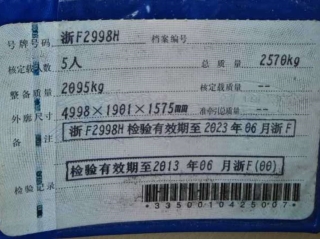 号牌号码 浙F2998H 档案编号
核定载人数 5人 总质量 2570kg
整备质量 2095kg 核定载质量 --
外廓尺寸 4998×1901×1575mm 准牵引总质量 --
备注 浙F2998H 检验有效期至2023年06月浙F
检验有效期至2013年06月浙F(00)
检验记录
*3350010425007*